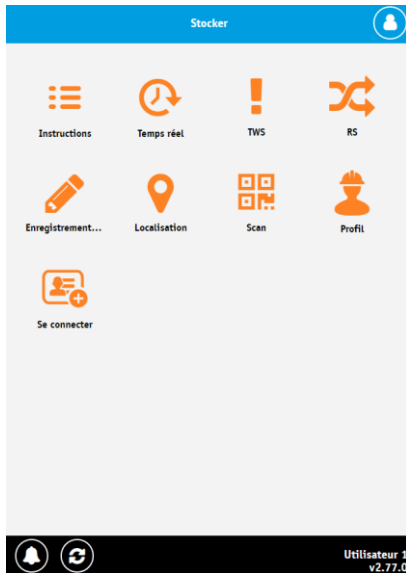 Stocker
Instructions
Temps réel
TWS
RS
Enregistrement...
Localisation
Scan
Profil
Se connecter
Utilisateur 1
v2.77.0